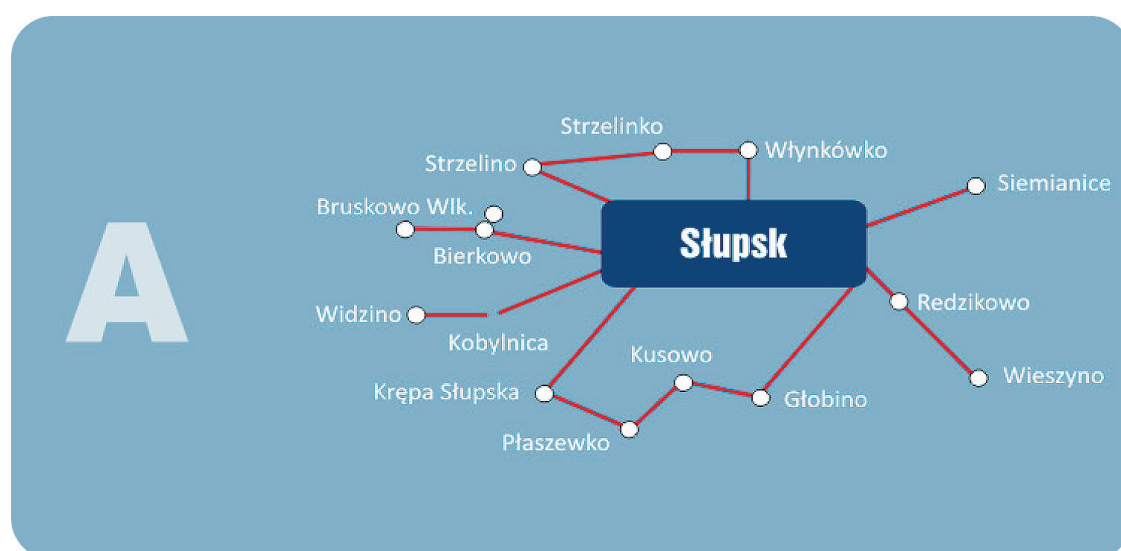 A
Strzelinko
Włynkówko
Strzelino
Siemianice
Bruskowo Wlk.
Słupsk
Bierkowo
Redzikowo
Widzino
Kobylnica
Kusowo
Wieszyno
Krępa Słupska
Głobino
Płaszewko